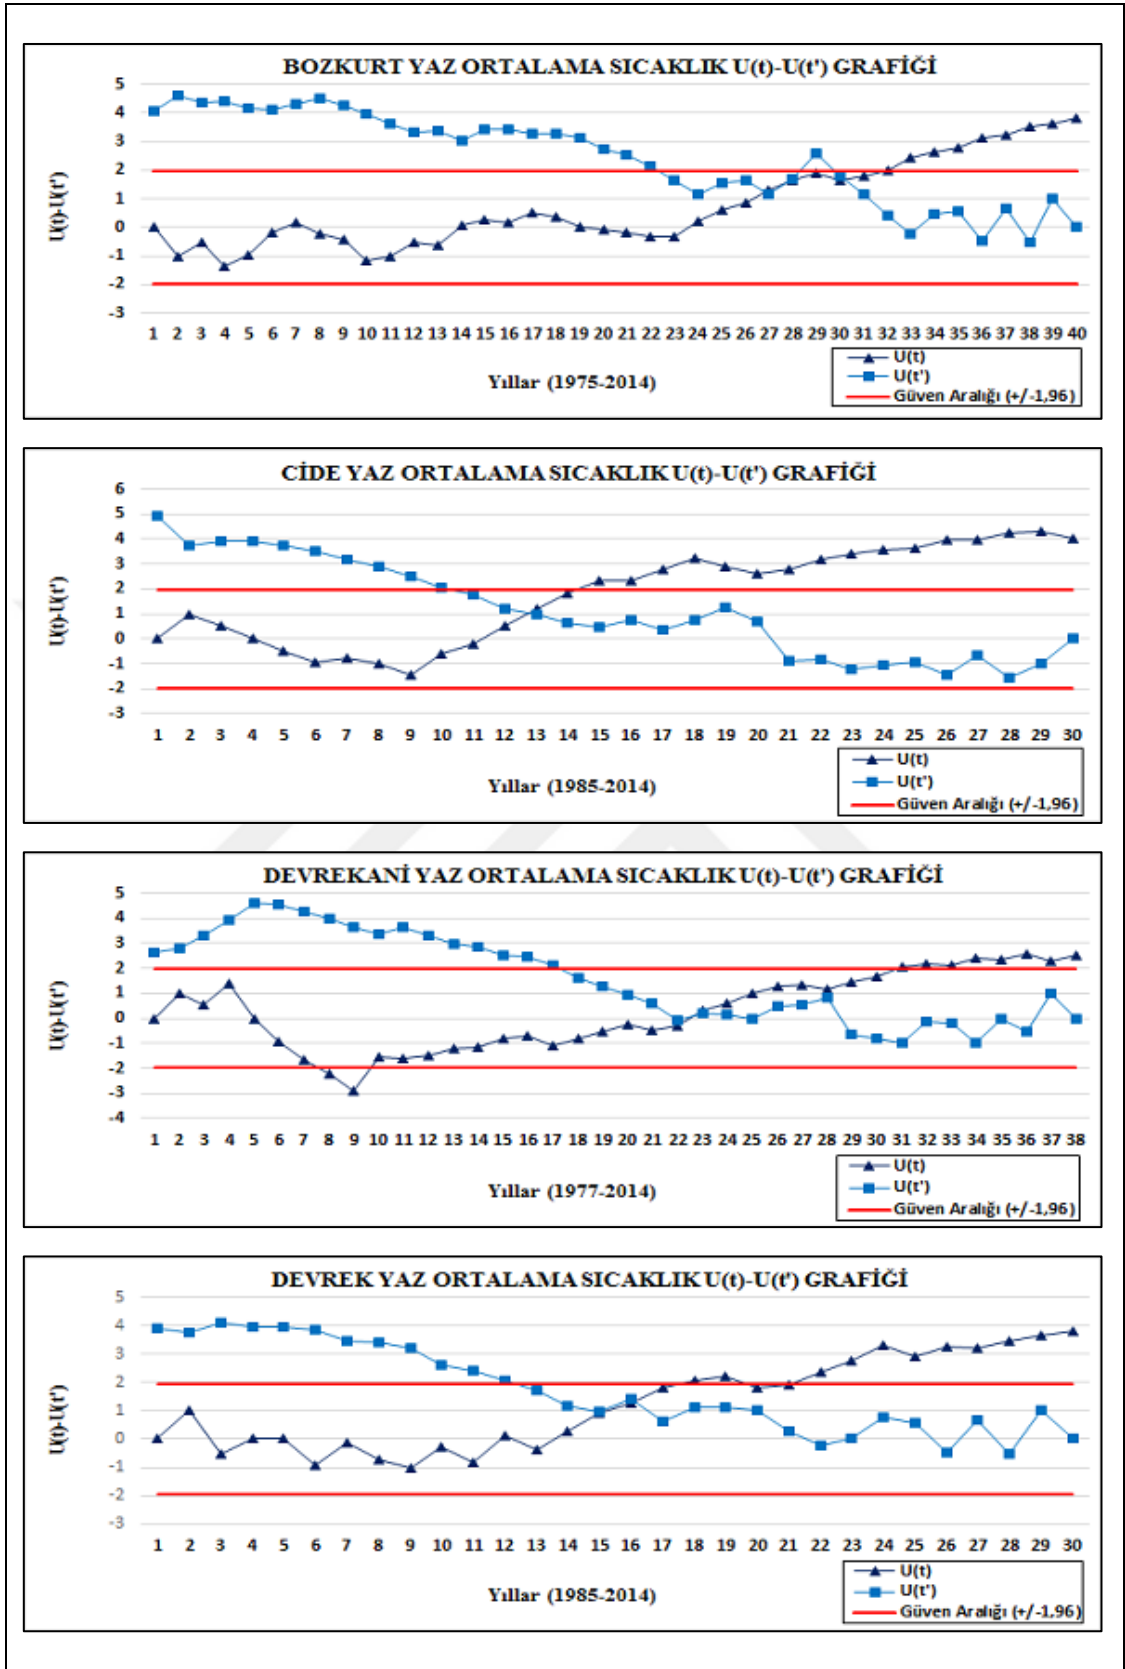 BOZKURT YAZ ORTALAMA SICAKLIK U(t)-U(t') GRAFİĞİ
5
4
3
2
1
0
-1
-2
-3
U(t)-U(t')
1 2 3 4 5 6 7 8 9 10 11 12 13 14 15 16 17 18 19 20 21 22 23 24 25 26 27 28 29 30 31 32 33 34 35 36 37 38 39 40
Yıllar (1975-2014)
U(t)
U(t')
Güven Aralığı (+/-1,96)
CİDE YAZ ORTALAMA SICAKLIK U(t)-U(t') GRAFİĞİ
6
5
4
3
2
1
0
-1
-2
-3
U(t)-U(t')
1 2 3 4 5 6 7 8 9 10 11 12 13 14 15 16 17 18 19 20 21 22 23 24 25 26 27 28 29 30
Yıllar (1985-2014)
U(t)
U(t')
Güven Aralığı (+/-1,96)
DEVREKANİ YAZ ORTALAMA SICAKLIK U(t)-U(t') GRAFİĞİ
5
4
3
2
1
0
-1
-2
-3
-4
U(t)-U(t')
1 2 3 4 5 6 7 8 9 10 11 12 13 14 15 16 17 18 19 20 21 22 23 24 25 26 27 28 29 30 31 32 33 34 35 36 37 38
Yıllar (1977-2014)
U(t)
U(t')
Güven Aralığı (+/-1,96)
DEVREK YAZ ORTALAMA SICAKLIK U(t)-U(t') GRAFİĞİ
5
4
3
2
1
0
-1
-2
-3
U(t)-U(t')
1 2 3 4 5 6 7 8 9 10 11 12 13 14 15 16 17 18 19 20 21 22 23 24 25 26 27 28 29 30
Yıllar (1985-2014)
U(t)
U(t')
Güven Aralığı (+/-1,96)